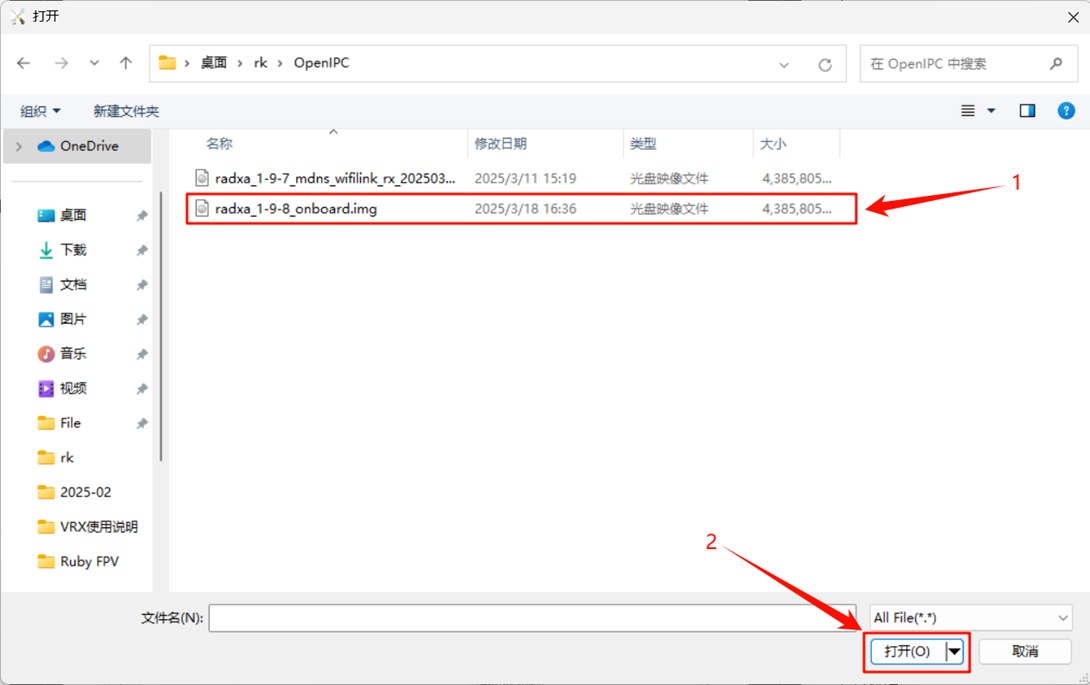 打开
桌面 › rk › OpenIPC
在 OpenIPC 中搜索
组织 新建文件夹
OneDrive
桌面
下载
文档
图片
音乐
视频
File
rk
2025-02
VRX使用说明
Ruby FPV
名称 修改日期 类型 大小
radxa_1-9-7_mdns_wifilink_rx_202503... 2025/3/11 15:19 光盘映像文件 4,385,805...
radxa_1-9-8_onboard.img 2025/3/18 16:36 光盘映像文件 4,385,805...
1
2
文件名(N): All File(*.*)
打开(O) 取消